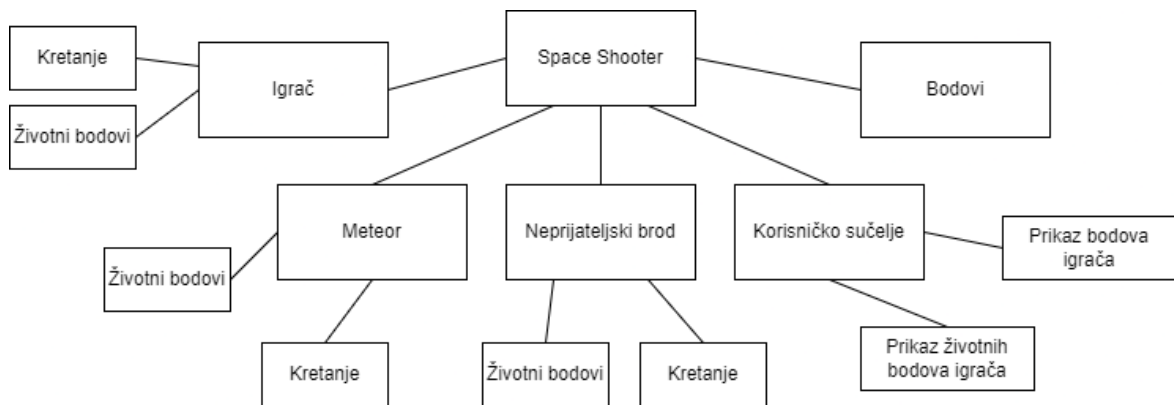 Kretanje
Životni bodovi
Igrač
Space Shooter
Bodovi
Meteor
Neprijateljski brod
Korisničko sučelje
Životni bodovi
Prikaz bodova
igrača
Kretanje
Životni bodovi
Kretanje
Prikaz životnih
bodova igrača